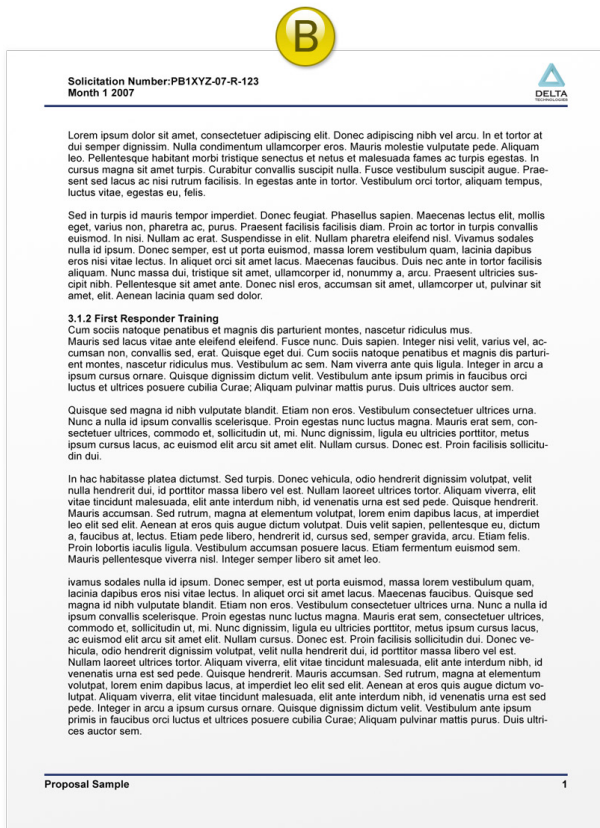 B
Solicitation Number:PB1XYZ-07-R-123
Month 1 2007
DELTA
TECHNOLOGIES
Lorem ipsum dolor sit amet, consectetuer adipiscing elit. Donec adipiscing nibh vel arcu. In et tortor at
dui semper dignissim. Nulla condimentum ullamcorper eros. Mauris molestie vulputate pede. Aliquam
leo. Pellentesque habitant morbi tristique senectus et netus et malesuada fames ac turpis egestas. In
cursus magna sit amet turpis. Curabitur convallis suscipit nulla. Fusce vestibulum suscipit augue. Prae-
sent sed lacus ac nisi rutrum facilisis. In egestas ante in tortor. Vestibulum orci tortor, aliquam tempus,
luctus vitae, egestas eu, felis.
Sed in turpis id mauris tempor imperdiet. Donec feugiat. Phasellus sapien. Maecenas lectus elit, mollis
eget, varius non, pharetra ac, purus. Praesent facilisis facilisis diam. Proin ac tortor in turpis convallis
euismod. In nisi. Nullam ac erat. Suspendisse in elit. Nullam pharetra eleifend nisl. Vivamus sodales
nulla id ipsum. Donec semper, est ut porta euismod, massa lorem vestibulum quam, lacinia dapibus
eros nisi vitae lectus. In aliquet orci sit amet lacus. Maecenas faucibus. Duis nec ante in tortor facilisis
aliquam. Nunc massa dui, tristique sit amet, ullamcorper id, nonummy a, arcu. Praesent ultricies sus-
cipit nibh. Pellentesque sit amet ante. Donec nisl eros, accumsan sit amet, ullamcorper ut, pulvinar sit
amet, elit. Aenean lacinia quam sed dolor.
3.1.2 First Responder Training
Cum sociis natoque penatibus et magnis dis parturient montes, nascetur ridiculus mus.
Mauris sed lacus vitae ante eleifend eleifend. Fusce nunc. Duis sapien. Integer nisi velit, varius vel, ac-
cumsan non, convallis sed, erat. Quisque eget dui. Cum sociis natoque penatibus et magnis dis parturi-
ent montes, nascetur ridiculus mus. Vestibulum ac sem. Nam viverra ante quis ligula. Integer in arcu a
ipsum cursus ornare. Quisque dignissim dictum velit. Vestibulum ante ipsum primis in faucibus orci
luctus et ultrices posuere cubilia Curae; Aliquam pulvinar mattis purus. Duis ultrices auctor sem.
Quisque sed magna id nibh vulputate blandit. Etiam non eros. Vestibulum consectetuer ultrices urna.
Nunc a nulla id ipsum convallis scelerisque. Proin egestas nunc luctus magna. Mauris erat sem, con-
sectetuer ultrices, commodo et, sollicitudin ut, mi. Nunc dignissim, ligula eu ultricies porttitor, metus
ipsum cursus lacus, ac euismod elit arcu sit amet elit. Nullam cursus. Donec est. Proin facilisis sollicitu-
din dui.
In hac habitasse platea dictumst. Sed turpis. Donec vehicula, odio hendrerit dignissim volutpat, velit
nulla hendrerit dui, id porttitor massa libero vel est. Nullam laoreet ultrices tortor. Aliquam viverra, elit
vitae tincidunt malesuada, elit ante interdum nibh, id venenatis urna est sed pede. Quisque hendrerit.
Mauris accumsan. Sed rutrum, magna at elementum volutpat, lorem enim dapibus lacus, at imperdiet
leo elit sed elit. Aenean at eros quis augue dictum volutpat. Duis velit sapien, pellentesque eu, dictum
a, faucibus at, lectus. Etiam pede libero, hendrerit id, cursus sed, semper gravida, arcu. Etiam felis.
Proin lobortis iaculis ligula. Vestibulum accumsan posuere lacus. Etiam fermentum euismod sem.
Mauris pellentesque viverra nisl. Integer semper libero sit amet leo.
ivamus sodales nulla id ipsum. Donec semper, est ut porta euismod, massa lorem vestibulum quam,
lacinia dapibus eros nisi vitae lectus. In aliquet orci sit amet lacus. Maecenas faucibus. Quisque sed
magna id nibh vulputate blandit. Etiam non eros. Vestibulum consectetuer ultrices urna. Nunc a nulla id
ipsum convallis scelerisque. Proin egestas nunc luctus magna. Mauris erat sem, consectetuer ultrices,
commodo et, sollicitudin ut, mi. Nunc dignissim, ligula eu ultricies porttitor, metus ipsum cursus lacus,
ac euismod elit arcu sit amet elit. Nullam cursus. Donec est. Proin facilisis sollicitudin dui. Donec ve-
hicula, odio hendrerit dignissim volutpat, velit nulla hendrerit dui, id porttitor massa libero vel est.
Nullam laoreet ultrices tortor. Aliquam viverra, elit vitae tincidunt malesuada, elit ante interdum nibh, id
venenatis urna est sed pede. Quisque hendrerit. Mauris accumsan. Sed rutrum, magna at elementum
volutpat, lorem enim dapibus lacus, at imperdiet leo elit sed elit. Aenean at eros quis augue dictum vo-
lutpat. Aliquam viverra, elit vitae tincidunt malesuada, elit ante interdum nibh, id venenatis urna est sed
pede. Integer in arcu a ipsum cursus ornare. Quisque dignissim dictum velit. Vestibulum ante ipsum
primis in faucibus orci luctus et ultrices posuere cubilia Curae; Aliquam pulvinar mattis purus. Duis ultri-
ces auctor sem.
Proposal Sample 1